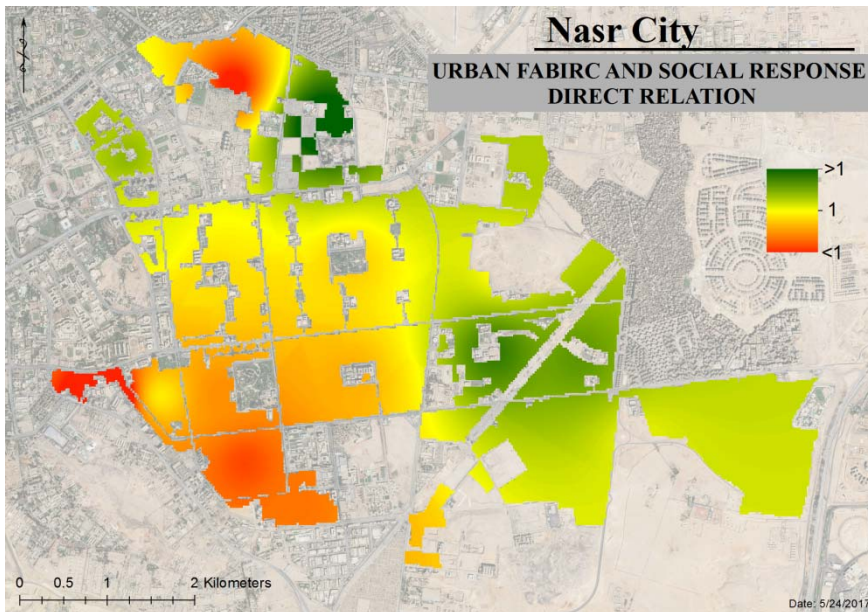 Nasr City
URBAN FABIRC AND SOCIAL RESPONSE
DIRECT RELATION
>1
1
<1
0 0.5 1 2 Kilometers
Date: 5/24/2017